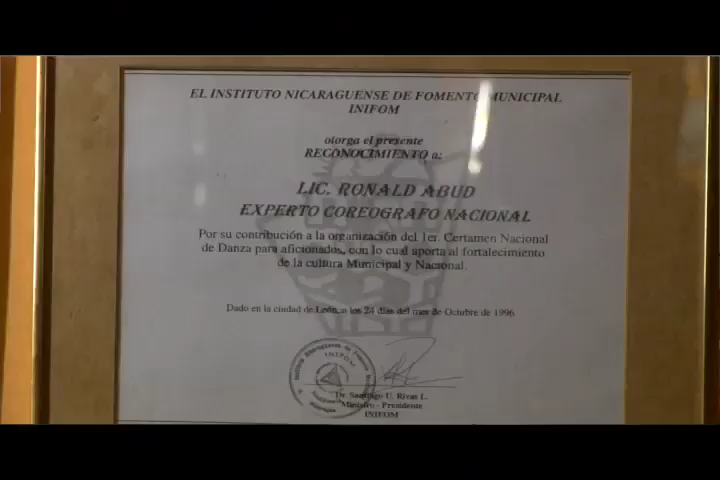 EL INSTITUTO NICARAGUENSE DE FOMENTO MUNICIPAL
INIFOM
otorga el presente
RECONOCIMIENTO a:
LIC. RONALD ABUD
EXPERTO COREOGRAFO NACIONAL
Por su contribución a la organización del 1er. Certamen Nacional
de Danza para aficionados, con lo cual aporta al fortalecimiento
de la cultura Municipal y Nacional.
Dado en la ciudad de León, a los 24 días del mes de Octubre de 1996
INIFOM
Dr. Santiago U. Rivas L.
Ministro - Presidente
INIFOM